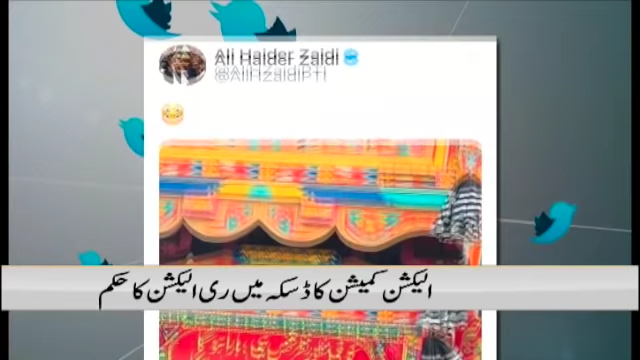 Ali Haider Zaidi
@AliHZaidiPTI
الیکشن کمیشن کا ڈسکہ میں ری الیکشن کا حکم